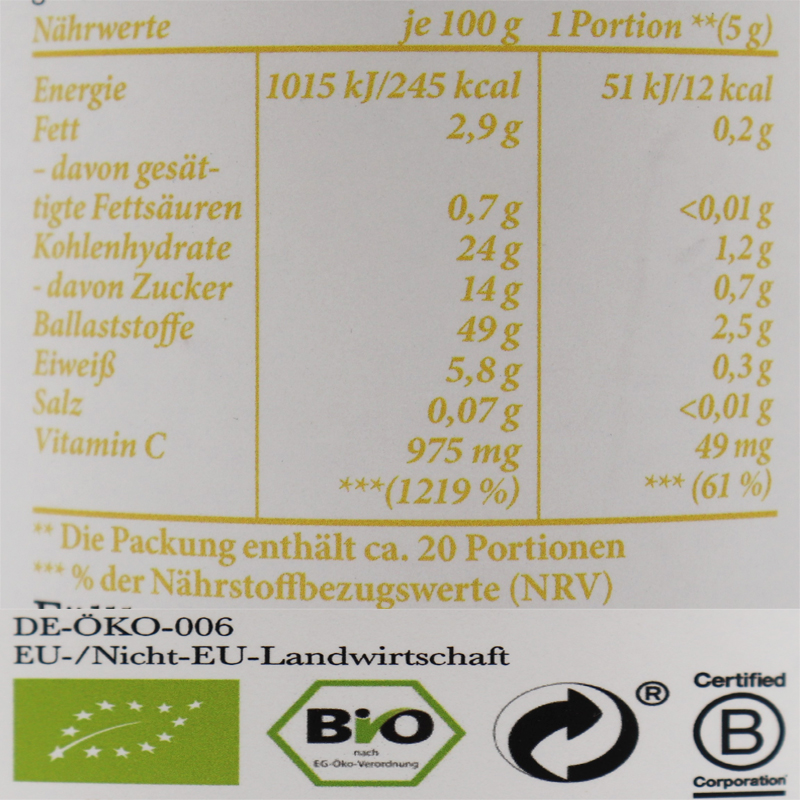 Nährwerte je 100 g 1 Portion **(5 g)
Energie 1015 kJ/245 kcal 51 kJ/12 kcal
Fett 2,9 g 0,2 g
- davon gesät-
tigte Fettsäuren 0,7 g <0,01 g
Kohlenhydrate 24 g 1,2 g
- davon Zucker 14 g 0,7 g
Ballaststoffe 49 g 2,5 g
Eiweiß 5,8 g 0,3 g
Salz 0,07 g <0,01 g
Vitamin C 975 mg 49 mg
***(1219 %) *** (61 %)
** Die Packung enthält ca. 20 Portionen
*** % der Nährstoffbezugswerte (NRV)
DE-ÖKO-006
EU-/Nicht-EU-Landwirtschaft
Bio
nach
EG-Öko-Verordnung
®
Certified
B
Corporation